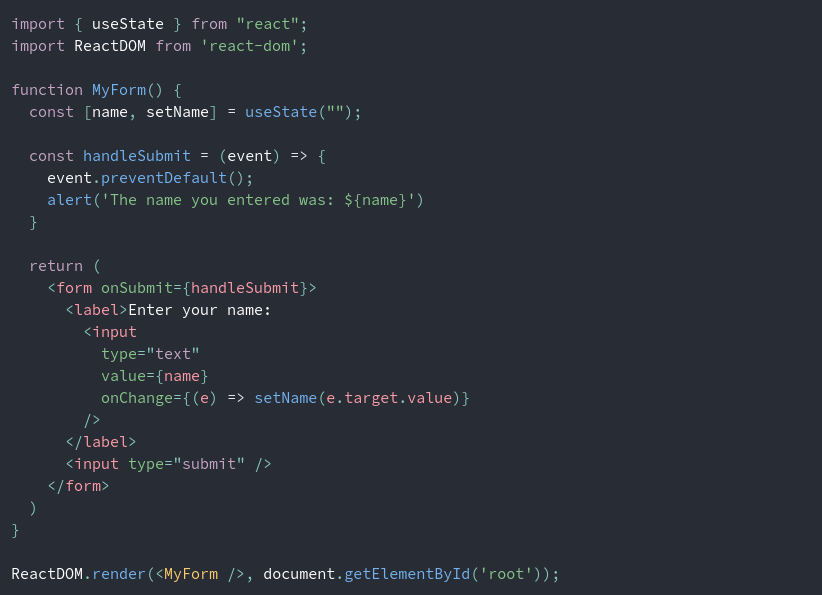 import { useState } from "react";
import ReactDOM from 'react-dom';

function MyForm() {
  const [name, setName] = useState("");

  const handleSubmit = (event) => {
    event.preventDefault();
    alert('The name you entered was: ${name}')
  }

  return (
    <form onSubmit={handleSubmit}>
      <label>Enter your name:
        <input
          type="text"
          value={name}
          onChange={(e) => setName(e.target.value)}
        />
      </label>
      <input type="submit" />
    </form>
  )
}

ReactDOM.render(<MyForm />, document.getElementById('root'));